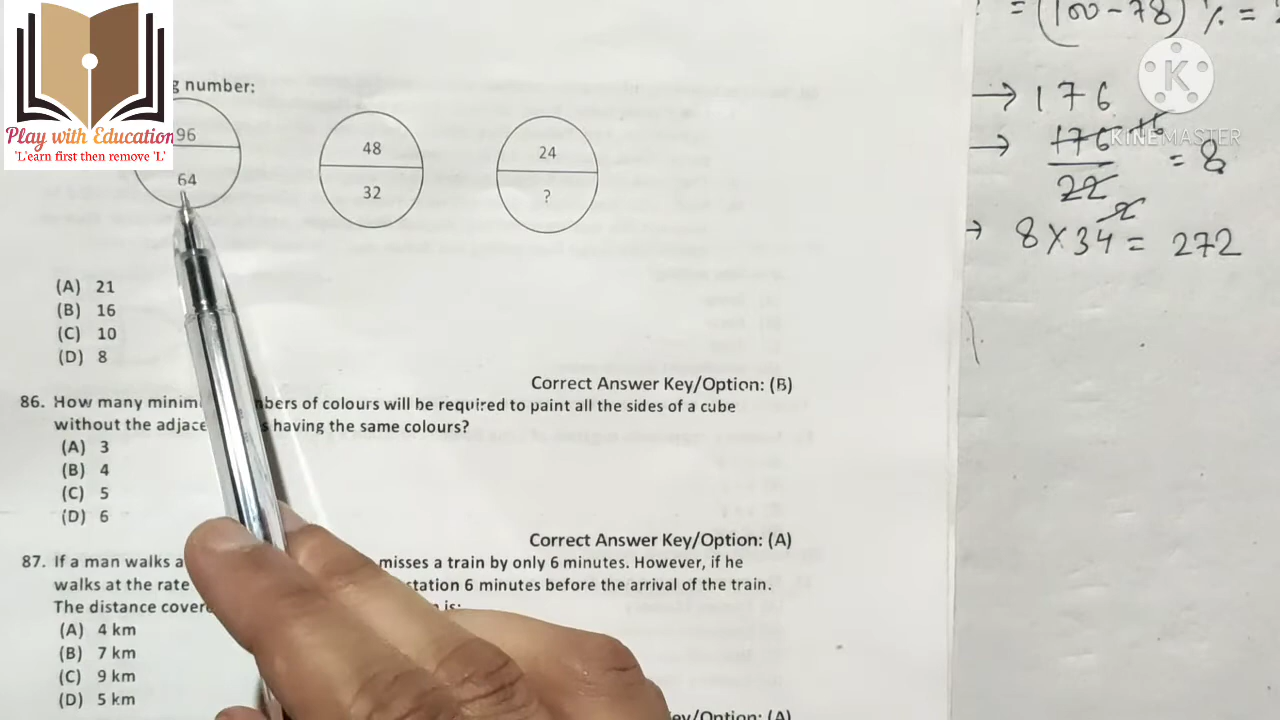 Play with Education
'L'earn first then remove 'L'
number:
96
64
48
32
24
?
(A) 21
(B) 16
(C) 10
(D) 8
Correct Answer Key/Option: (B)
86. How many of colours will be required to paint all the sides of a cube
without the having the same colours?
(A) 3
(B) 4
(C) 5
(D) 6
Correct Answer Key/Option: (A)
87. If a man walks misses a train by only 6 minutes. However, if he
walks at the rate station 6 minutes before the arrival of the train.
The distance is:
(A) 4 km
(B) 7 km
(C) 9 km
(D) 5 km
Key/Option: (A)
= (100-78) % =
→ 176
→ 176/22 = 8
→ 8×34 = 272
K
KINEMASTER